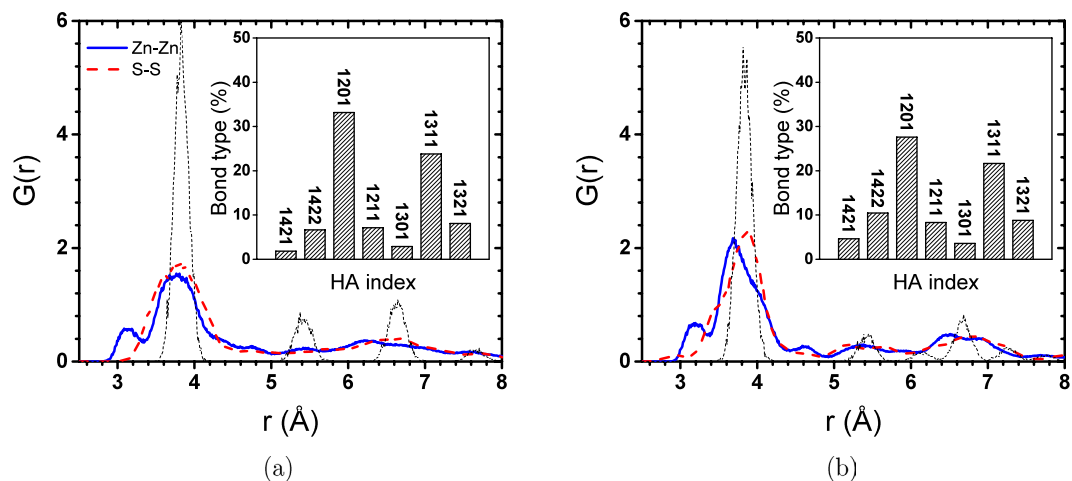 6
4
2
0
G(r)
Zn-Zn
S-S
50
40
30
20
10
0
Bond type (%)
1421
1422
1201
1211
1301
1311
1321
HA index
3 4 5 6 7 8
r (Å)
(a)
6
4
2
0
G(r)
50
40
30
20
10
0
Bond type (%)
1421
1422
1201
1211
1301
1311
1321
HA index
3 4 5 6 7 8
r (Å)
(b)